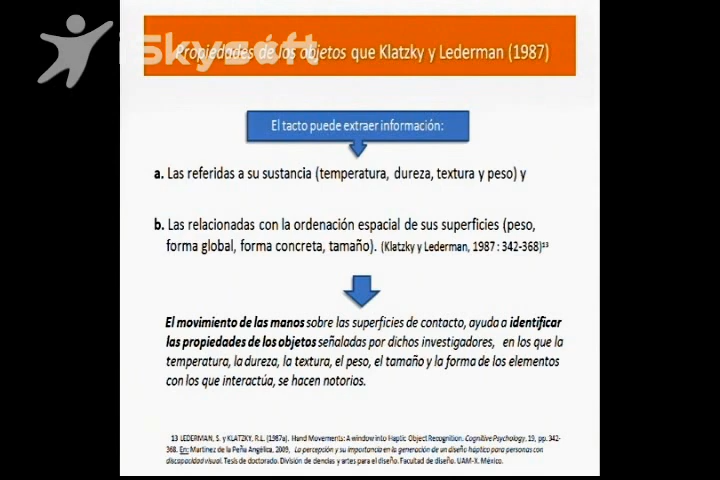 iSkysoft
Propiedades de los objetos que Klatzky y Lederman (1987)
El tacto puede extraer información:
a. Las referidas a su sustancia (temperatura, dureza, textura y peso) y
b. Las relacionadas con la ordenación espacial de sus superficies (peso,
forma global, forma concreta, tamaño). (Klatzky y Lederman, 1987 : 342-368)¹³
El movimiento de las manos sobre las superficies de contacto, ayuda a identificar
las propiedades de los objetos señaladas por dichos investigadores, en los que la
temperatura, la dureza, la textura, el peso, el tamaño y la forma de los elementos
con los que interactúa, se hacen notorios.
13 LEDERMAN, S. y KLATZKY, R.L. (1987a). Hand Movements: A window into Haptic Object Recognition. Cognitive Psychology, 19, pp. 342-
368. En: Martínez de la Peña Angélica, 2009, La percepción y su importancia en la generación de un diseño háptico para personas con
discapacidad visual. Tesis de doctorado. División de ciencias y artes para el diseño. Facultad de diseño. UAM-X. México.